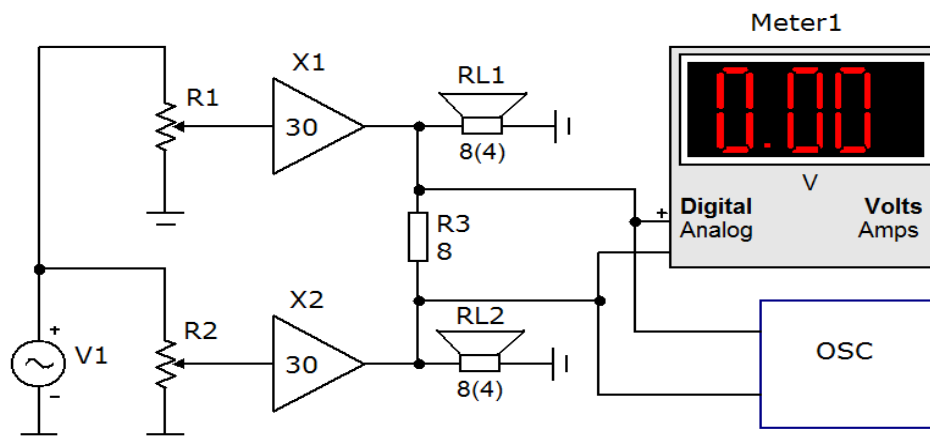 Meter1
X1
RL1
R1
30
8(4)
0.00
V
+
Digital
Volts
Analog
Amps
R3
8
X2
RL2
R2
+
V1
-
30
8(4)
OSC